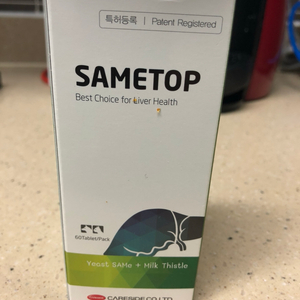 특허등록 | Patent Registered
SAMETOP
Best Choice for Liver Health
60Tablet/Pack
Yeast SAMe + Milk Thistle
CARESIDE CO.,LTD